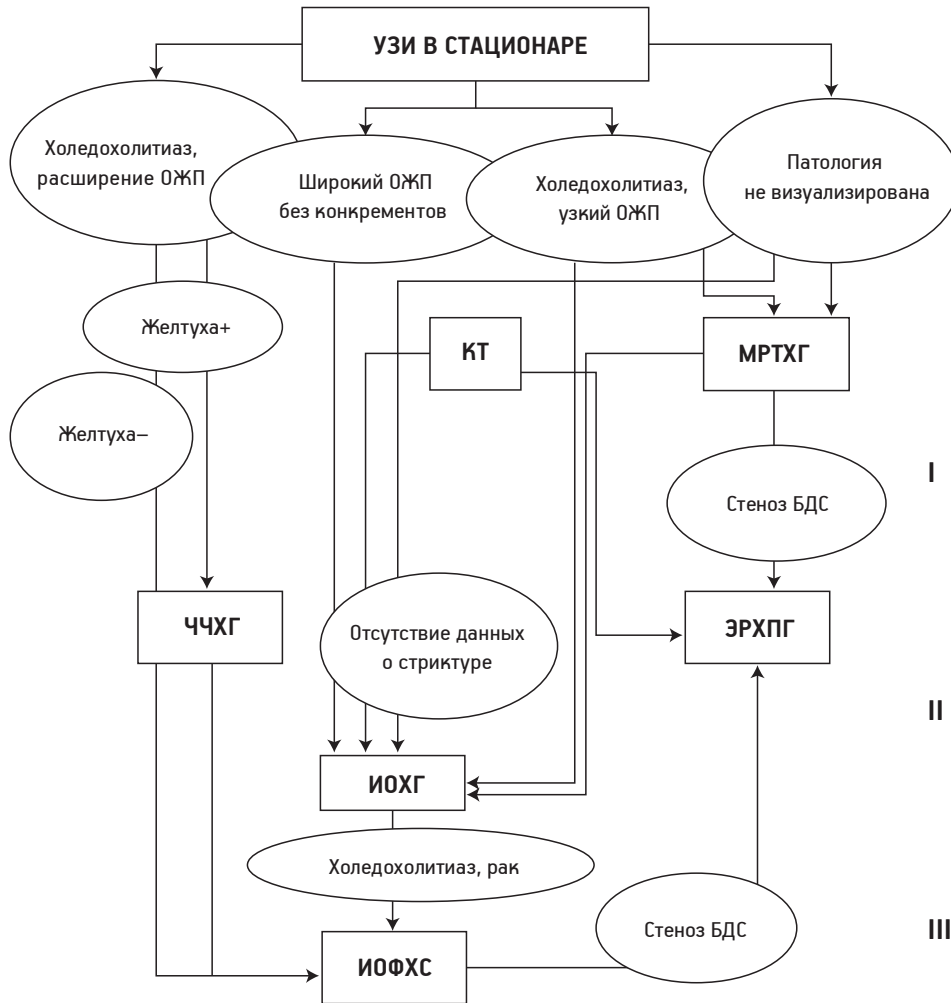 УЗИ В СТАЦИОНАРЕ
Холедохолитиаз,
расширение ОЖП
Широкий ОЖП
без конкрементов
Холедохолитиаз,
узкий ОЖП
Патология
не визуализирована
Желтуха+
КТ
МРТХГ
Желтуха–
I
Стеноз БДС
ЧЧХГ
Отсутствие данных
о стриктуре
ЭРХПГ
II
ИОХГ
Холедохолитиаз, рак
Стеноз БДС
III
ИОФХС